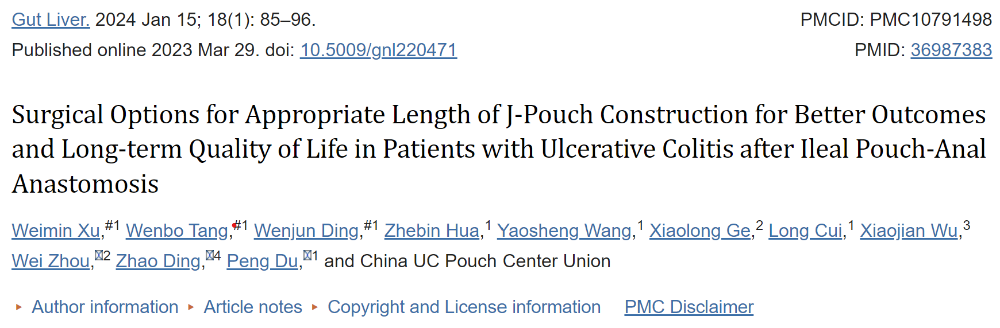 Gut Liver. 2024 Jan 15; 18(1): 85–96. PMCID: PMC10791498
Published online 2023 Mar 29. doi: 10.5009/gnl220471 PMID: 36987383
Surgical Options for Appropriate Length of J-Pouch Construction for Better Outcomes
and Long-term Quality of Life in Patients with Ulcerative Colitis after Ileal Pouch-Anal
Anastomosis
Weimin Xu,#1 Wenbo Tang,#1 Wenjun Ding,#1 Zhebin Hua,1 Yaosheng Wang,1 Xiaolong Ge,2 Long Cui,1 Xiaojian Wu,3
Wei Zhou,2 Zhao Ding,4 Peng Du,1 and China UC Pouch Center Union
Author information Article notes Copyright and License information PMC Disclaimer